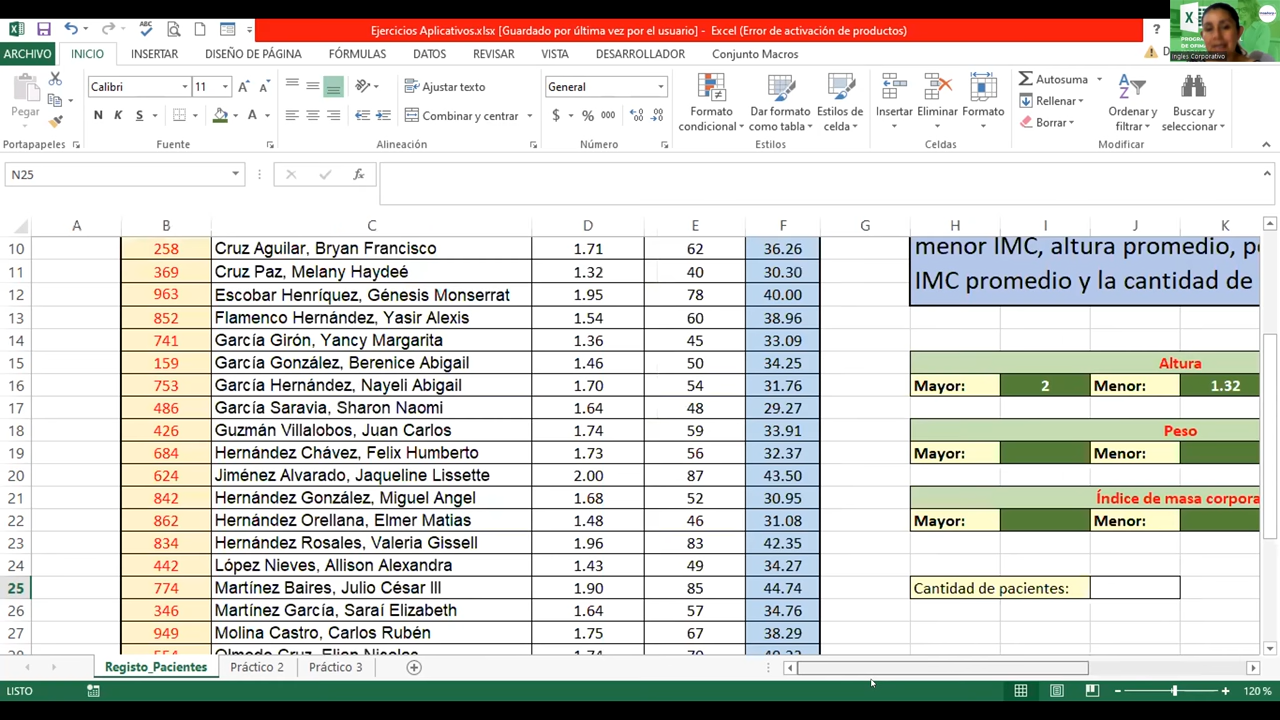 Ejercicios Aplicativos.xlsx [Guardado por última vez por el usuario] - Excel (Error de activación de productos)
?
ARCHIVO INICIO INSERTAR DISEÑO DE PÁGINA FÓRMULAS DATOS REVISAR VISTA DESARROLLADOR Conjunto Macros
Ingles Corporativo
Pegar
Calibri 11
N K S
General
$ % 000
Ajustar texto
Combinar y centrar
Formato condicional
Dar formato como tabla
Estilos de celda
Insertar Eliminar Formato
Autosuma
Rellenar
Borrar
Ordenar y filtrar
Buscar y seleccionar
Portapapeles Fuente Alineación Número Estilos Celdas Modificar
N25 fx
A B C D E F G H I J K
10 258 Cruz Aguilar, Bryan Francisco 1.71 62 36.26 menor IMC, altura promedio, pe
11 369 Cruz Paz, Melany Haydeé 1.32 40 30.30 IMC promedio y la cantidad de
12 963 Escobar Henríquez, Génesis Monserrat 1.95 78 40.00
13 852 Flamenco Hernández, Yasir Alexis 1.54 60 38.96
14 741 García Girón, Yancy Margarita 1.36 45 33.09
15 159 García González, Berenice Abigail 1.46 50 34.25 Altura
16 753 García Hernández, Nayeli Abigail 1.70 54 31.76 Mayor: 2 Menor: 1.32
17 486 García Saravia, Sharon Naomi 1.64 48 29.27
18 426 Guzmán Villalobos, Juan Carlos 1.74 59 33.91 Peso
19 684 Hernández Chávez, Felix Humberto 1.73 56 32.37 Mayor: Menor:
20 624 Jiménez Alvarado, Jaqueline Lissette 2.00 87 43.50
21 842 Hernández González, Miguel Angel 1.68 52 30.95 Índice de masa corpora
22 862 Hernández Orellana, Elmer Matias 1.48 46 31.08 Mayor: Menor:
23 834 Hernández Rosales, Valeria Gissell 1.96 83 42.35
24 442 López Nieves, Allison Alexandra 1.43 49 34.27
25 774 Martínez Baires, Julio César III 1.90 85 44.74 Cantidad de pacientes:
26 346 Martínez García, Saraí Elizabeth 1.64 57 34.76
27 949 Molina Castro, Carlos Rubén 1.75 67 38.29
Registo_Pacientes Práctico 2 Práctico 3
LISTO 120 %